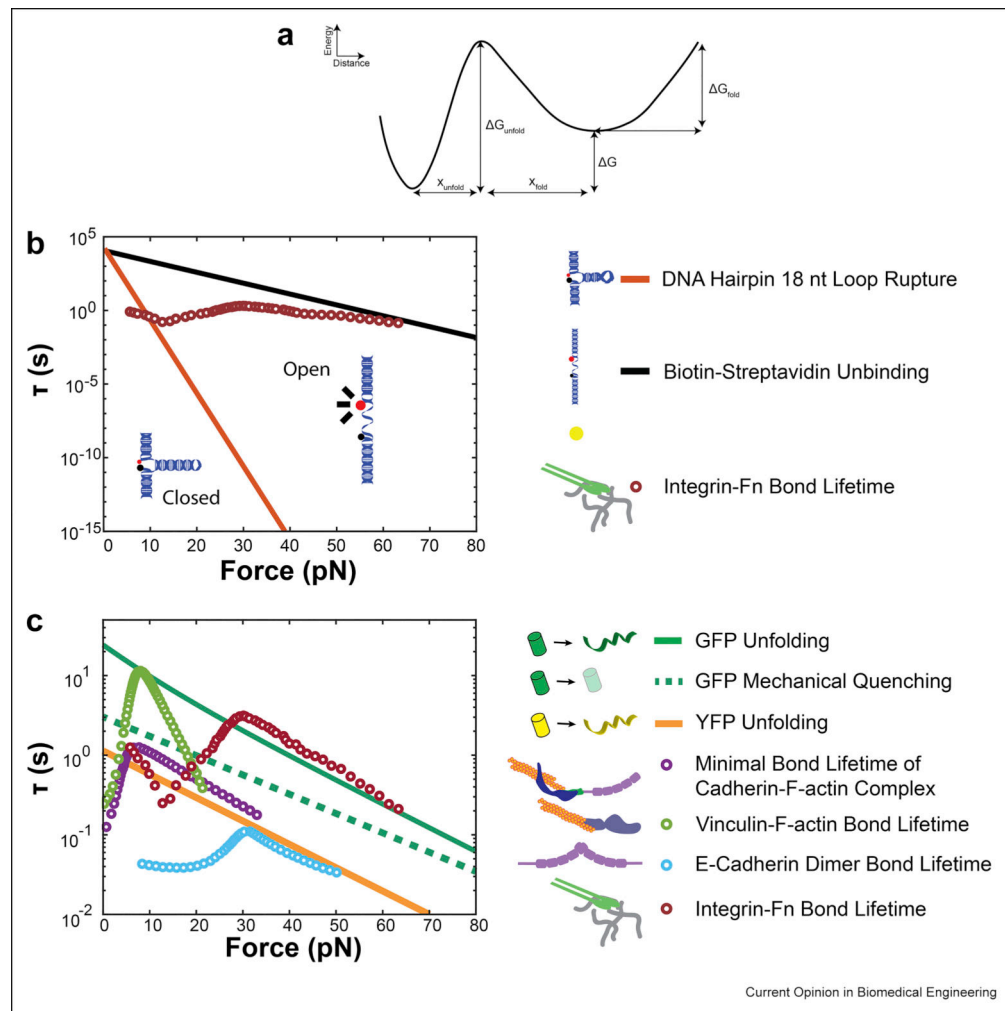 a
Energy
Distance
ΔG_unfold
ΔG_fold
ΔG
x_unfold
x_fold
b
10^5
10^0
10^-5
10^-10
10^-15
τ (s)
Open
Closed
0 10 20 30 40 50 60 70 80
Force (pN)
DNA Hairpin 18 nt Loop Rupture
Biotin-Streptavidin Unbinding
Integrin-Fn Bond Lifetime
c
10^1
10^0
10^-1
10^-2
τ (s)
0 10 20 30 40 50 60 70 80
Force (pN)
GFP Unfolding
GFP Mechanical Quenching
YFP Unfolding
Minimal Bond Lifetime of
Cadherin-F-actin Complex
Vinculin-F-actin Bond Lifetime
E-Cadherin Dimer Bond Lifetime
Integrin-Fn Bond Lifetime
Current Opinion in Biomedical Engineering